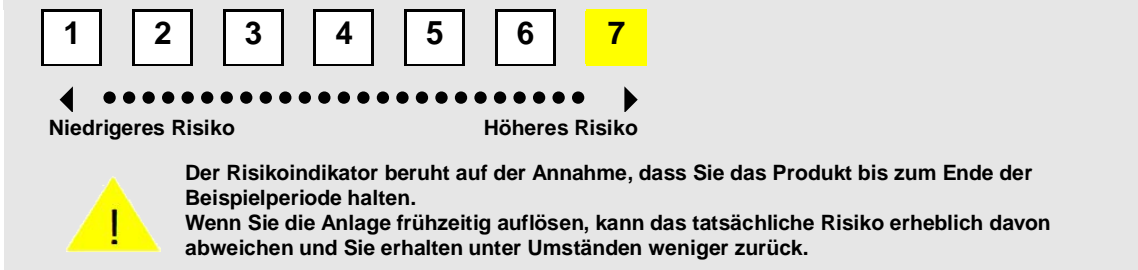 1 2 3 4 5 6 7
Niedrigeres Risiko Höheres Risiko
!
Der Risikoindikator beruht auf der Annahme, dass Sie das Produkt bis zum Ende der
Beispielperiode halten.
Wenn Sie die Anlage frühzeitig auflösen, kann das tatsächliche Risiko erheblich davon
abweichen und Sie erhalten unter Umständen weniger zurück.